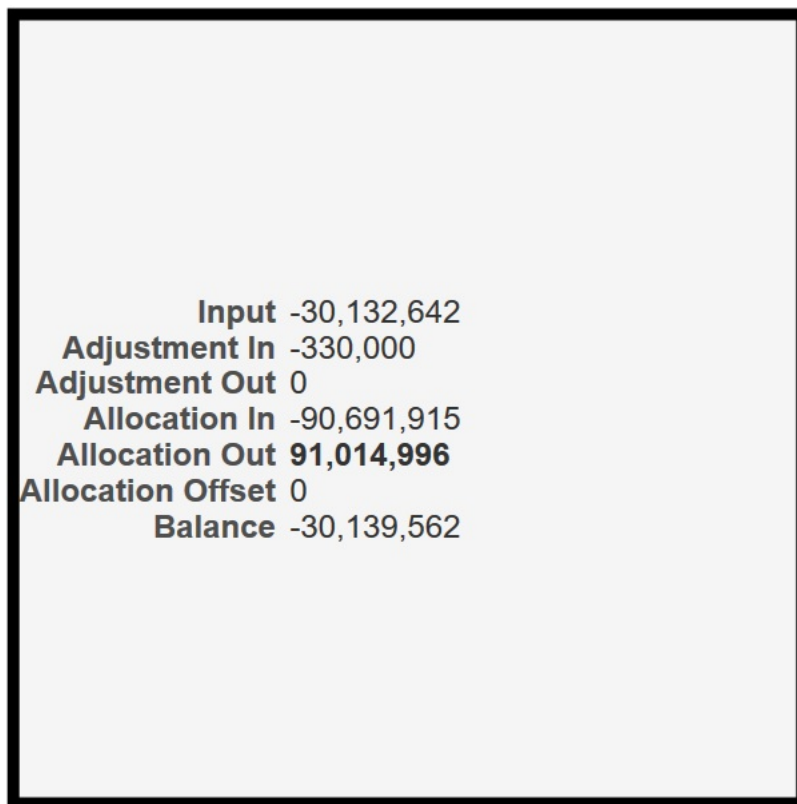 Input -30,132,642
Adjustment In -330,000
Adjustment Out 0
Allocation In -90,691,915
Allocation Out 91,014,996
Allocation Offset 0
Balance -30,139,562